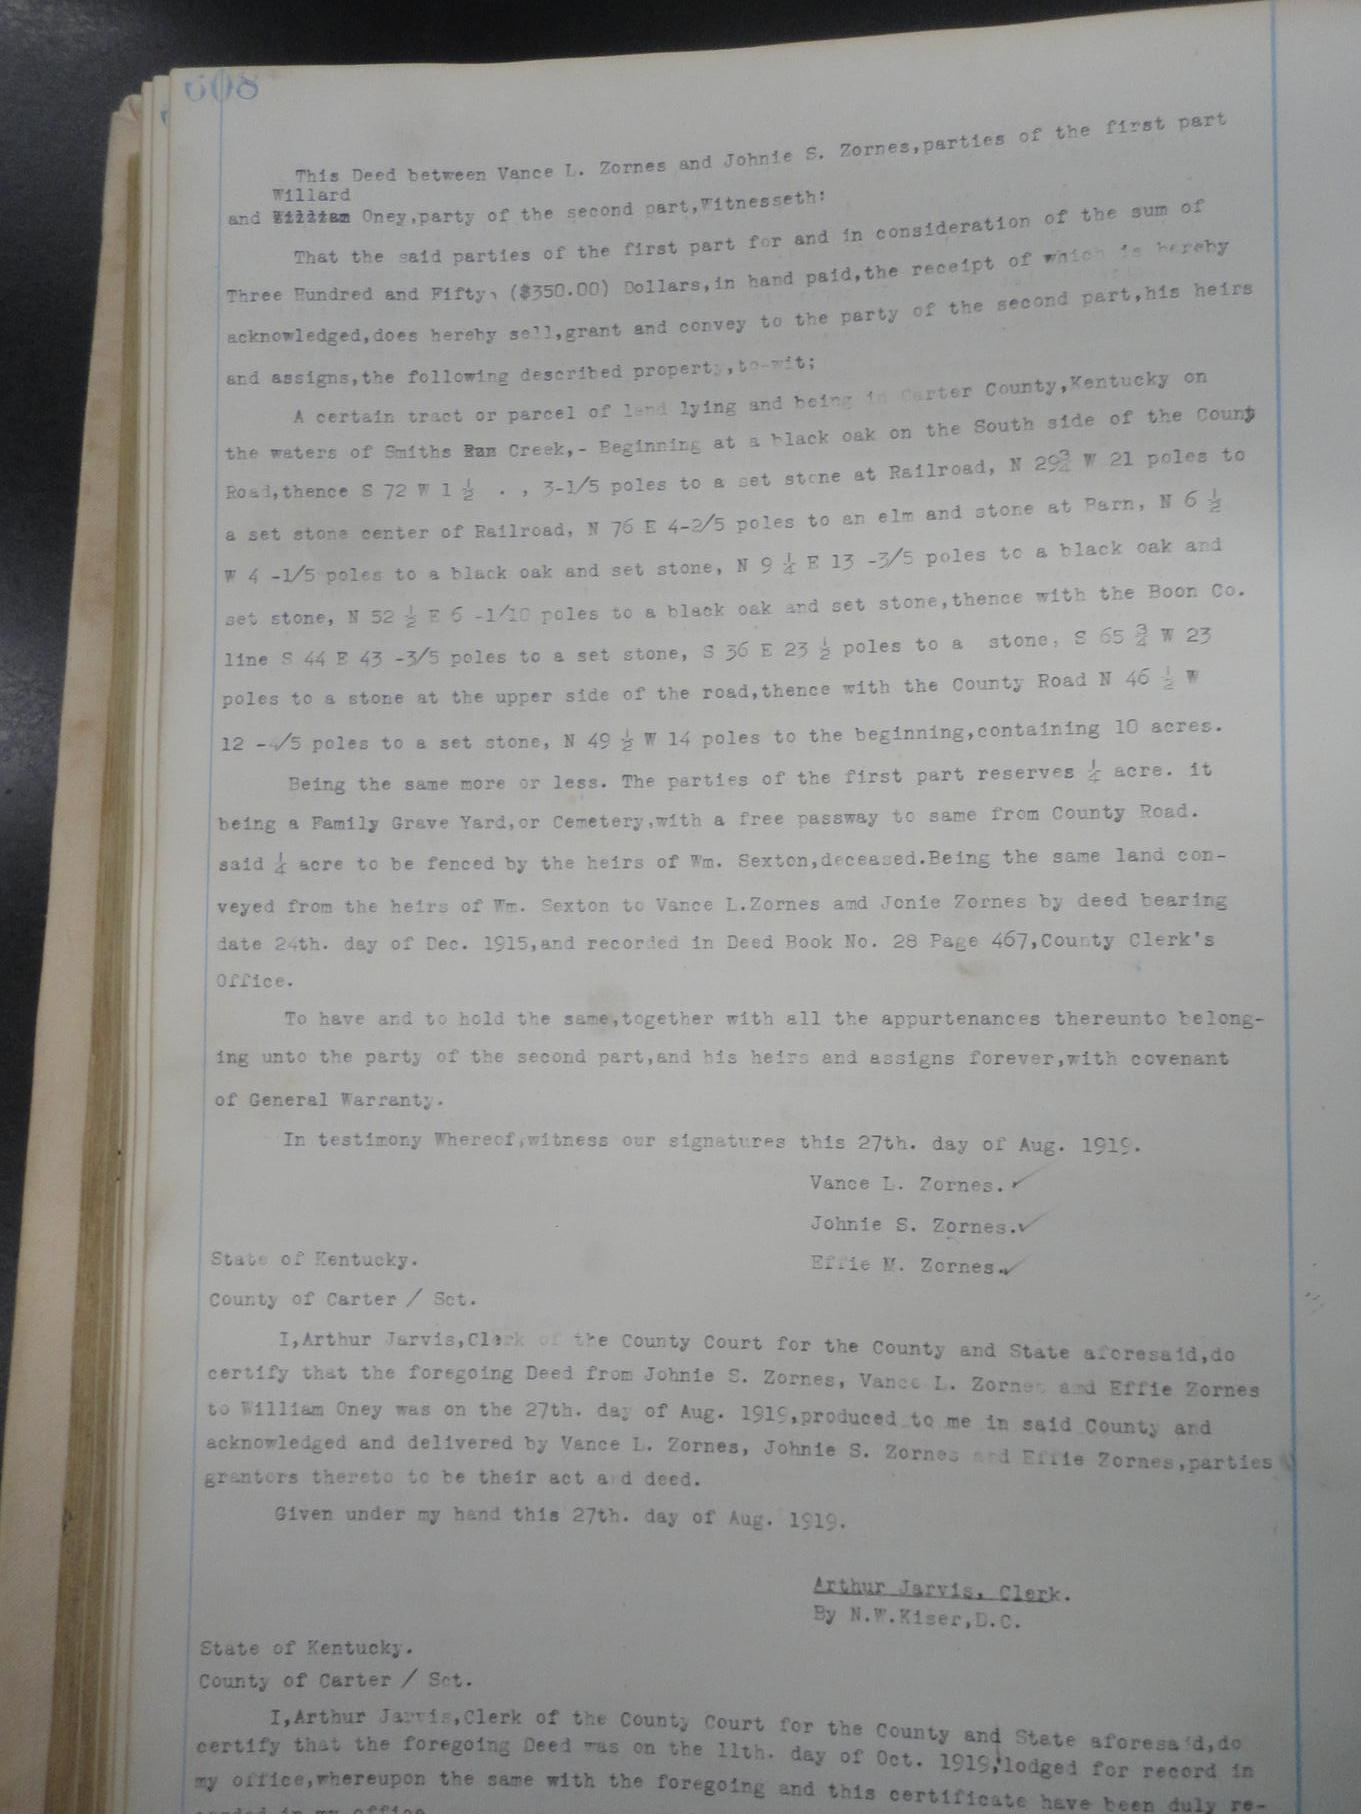 608
This Deed between Vance L. Zornes and Johnie S. Zornes,parties of the first part
Willard
and William Oney,party of the second part,Witnesseth:
That the said parties of the first part for and in consideration of the sum of
Three Hundred and Fifty, ($350.00) Dollars,in hand paid,the receipt of which is hereby
acknowledged,does hereby sell,grant and convey to the party of the second part,his heirs
and assigns,the following described property,to-wit;
A certain tract or parcel of land lying and being in Carter County,Kentucky on
the waters of Smiths Ran Creek,- Beginning at a black oak on the South side of the County
Road,thence S 72 W 1 ½ . , 3-1/5 poles to a set stone at Railroad, N 29¾ W 21 poles to
a set stone center of Railroad, N 76 E 4-2/5 poles to an elm and stone at Barn, N 6 ½
W 4 -1/5 poles to a black oak and set stone, N 9 ¼ E 13 -3/5 poles to a black oak and
set stone, N 52 ½ E 6 -1/10 poles to a black oak and set stone,thence with the Boon Co.
line S 44 E 43 -3/5 poles to a set stone, S 36 E 23 ½ poles to a stone, S 65 ¾ W 23
poles to a stone at the upper side of the road,thence with the County Road N 46 ½ W
12 -4/5 poles to a set stone, N 49 ½ W 14 poles to the beginning,containing 10 acres.
Being the same more or less. The parties of the first part reserves ¼ acre. it
being a Family Grave Yard,or Cemetery,with a free passway to same from County Road.
said ¼ acre to be fenced by the heirs of Wm. Sexton,deceased.Being the same land con-
veyed from the heirs of Wm. Sexton to Vance L.Zornes amd Jonie Zornes by deed bearing
date 24th. day of Dec. 1915,and recorded in Deed Book No. 28 Page 467,County Clerk's
Office.
To have and to hold the same,together with all the appurtenances thereunto belong-
ing unto the party of the second part,and his heirs and assigns forever,with covenant
of General Warranty.
In testimony Whereof,witness our signatures this 27th. day of Aug. 1919.
Vance L. Zornes.
Johnie S. Zornes.
Effie M. Zornes.
State of Kentucky.
County of Carter / Sct.
I,Arthur Jarvis,Clerk of the County Court for the County and State aforesaid,do
certify that the foregoing Deed from Johnie S. Zornes, Vance L. Zornes and Effie Zornes
to William Oney was on the 27th. day of Aug. 1919,produced to me in said County and
acknowledged and delivered by Vance L. Zornes, Johnie S. Zornes and Effie Zornes,parties
grantors thereto to be their act and deed.
Given under my hand this 27th. day of Aug. 1919.
Arthur Jarvis, Clerk.
By N.W.Kiser,D.C.
State of Kentucky.
County of Carter / Sct.
I,Arthur Jarvis,Clerk of the County Court for the County and State aforesaid,do
certify that the foregoing Deed was on the 11th. day of Oct. 1919,lodged for record in
my office,whereupon the same with the foregoing and this certificate have been duly re-
corded in my office.